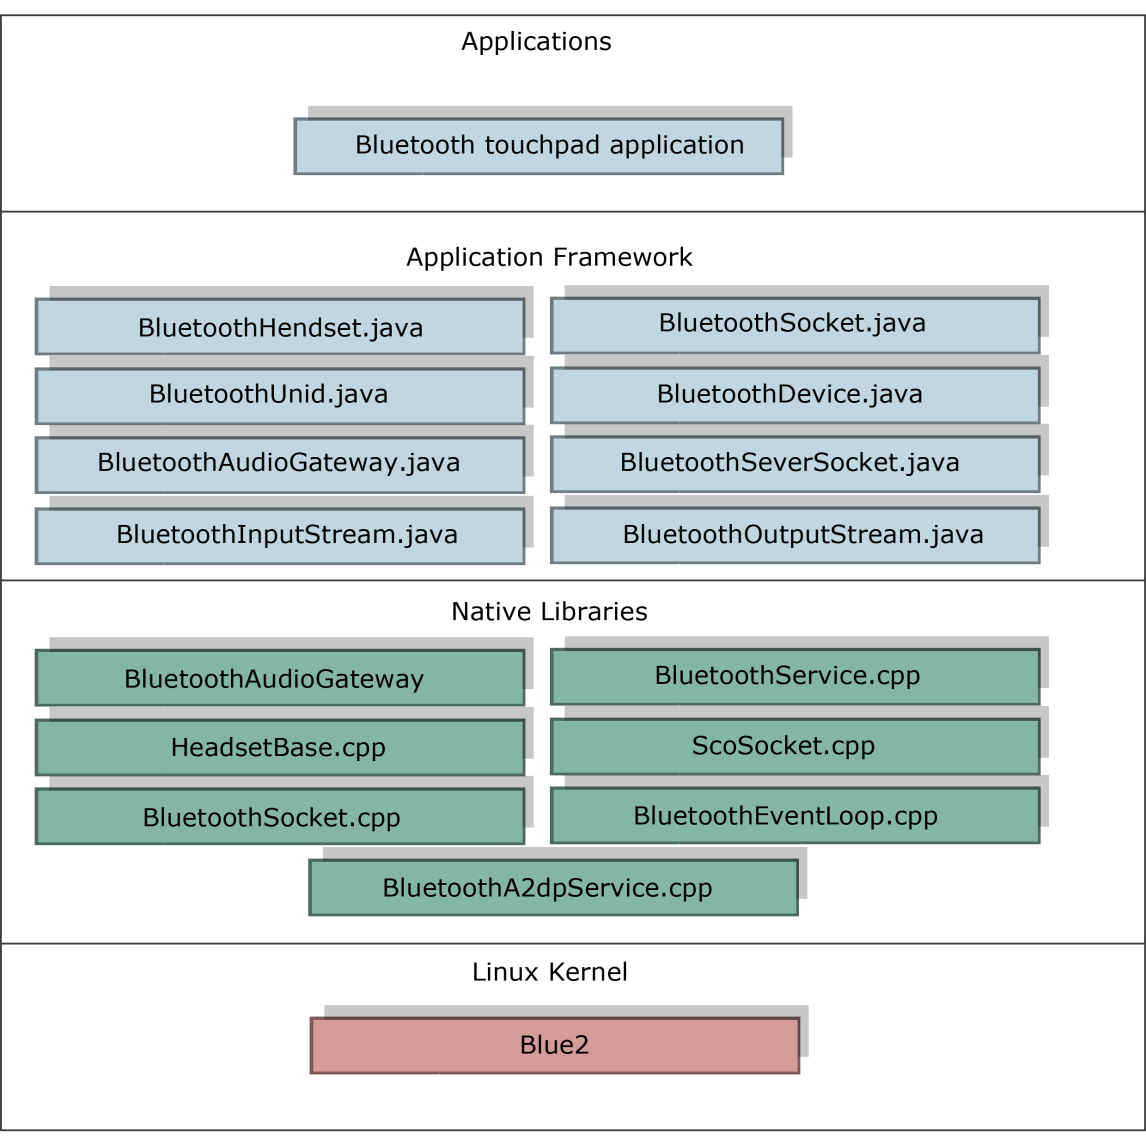 Applications
Bluetooth touchpad application
Application Framework
BluetoothHendset.java
BluetoothSocket.java
BluetoothUnid.java
BluetoothDevice.java
BluetoothAudioGateway.java
BluetoothSeverSocket.java
BluetoothInputStream.java
BluetoothOutputStream.java
Native Libraries
BluetoothAudioGateway
BluetoothService.cpp
HeadsetBase.cpp
ScoSocket.cpp
BluetoothSocket.cpp
BluetoothEventLoop.cpp
BluetoothA2dpService.cpp
Linux Kernel
Blue2